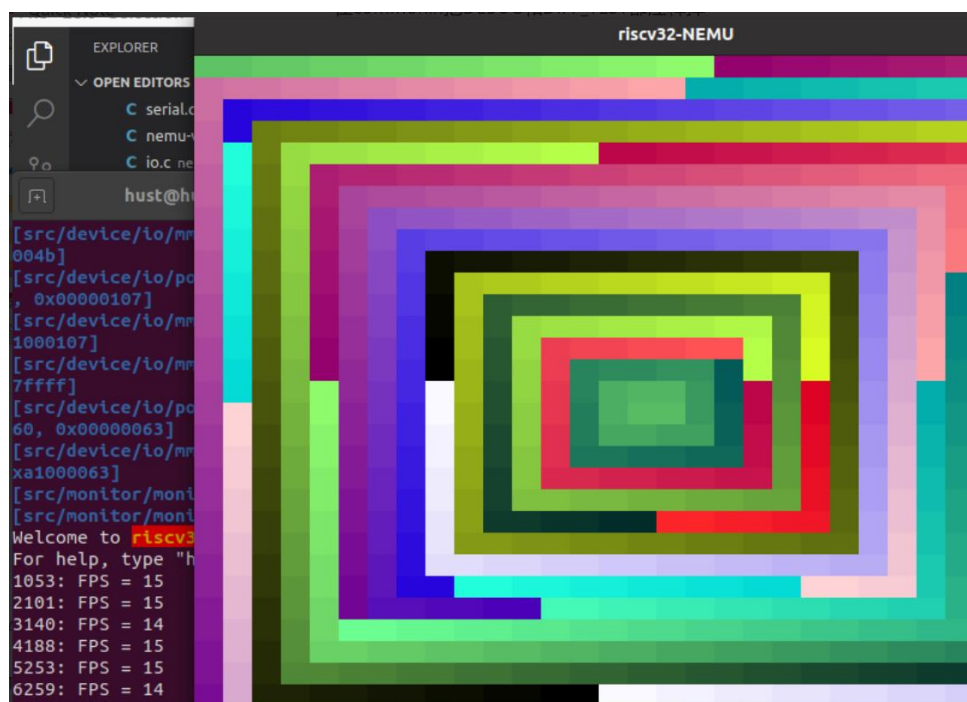 riscv32-NEMU
EXPLORER
OPEN EDITORS
C serial.c
C nemu-
C io.c ne
hust@h
[src/device/io/mm
004b]
[src/device/io/po
, 0x00000107]
[src/device/io/mm
1000107]
[src/device/io/mm
7ffff]
[src/device/io/po
60, 0x00000063]
[src/device/io/mm
xa1000063]
[src/monitor/moni
[src/monitor/moni
Welcome to riscv3
For help, type "h
1053: FPS = 15
2101: FPS = 15
3140: FPS = 14
4188: FPS = 15
5253: FPS = 15
6259: FPS = 14